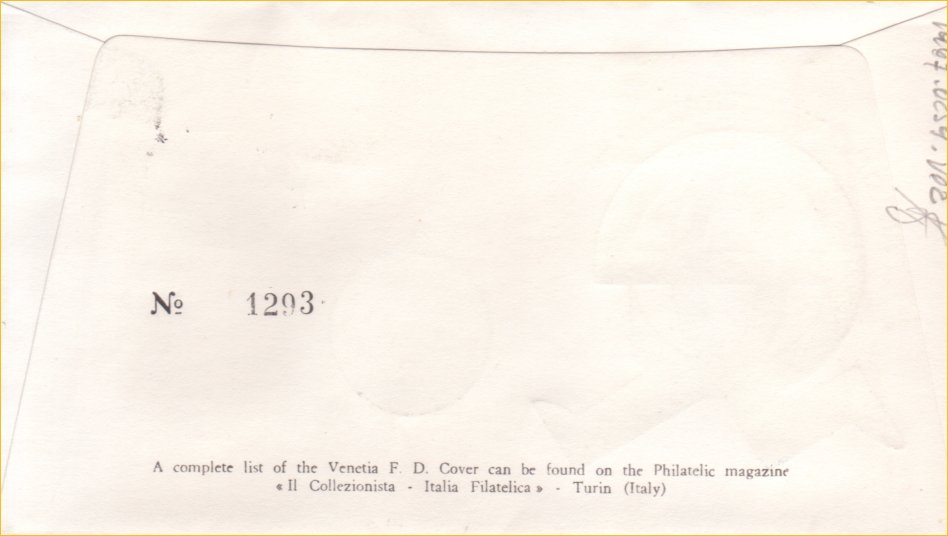 № 1293
A complete list of the Venetia F. D. Cover can be found on the Philatelic magazine
« Il Collezionista - Italia Filatelica » - Turin (Italy)